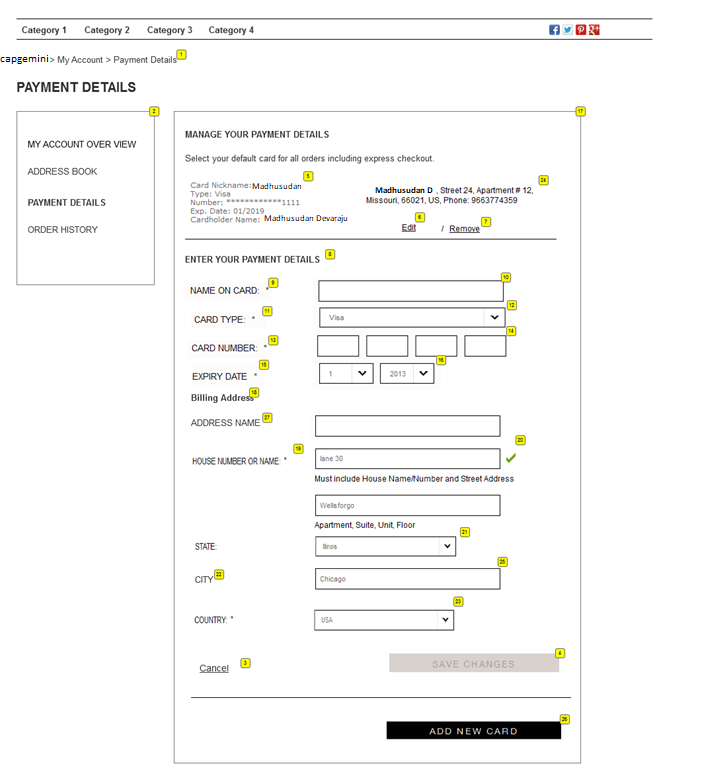 Category 1 Category 2 Category 3 Category 4
capgemini> My Account > Payment Details 1
PAYMENT DETAILS
2
17
MY ACCOUNT OVER VIEW
ADDRESS BOOK
PAYMENT DETAILS
ORDER HISTORY
MANAGE YOUR PAYMENT DETAILS
Select your default card for all orders including express checkout.
5
Card Nickname:Madhusudan
Type: Visa
Number: ************1111
Exp. Date: 01/2019
Cardholder Name: Madhusudan Devaraju
24
Madhusudan D , Street 24, Apartment # 12,
Missouri, 66021, US, Phone: 9663774359
6 7
Edit / Remove
ENTER YOUR PAYMENT DETAILS 8
NAME ON CARD: * 9 10
CARD TYPE: * 11 Visa 12
CARD NUMBER: * 13 14
EXPIRY DATE * 15 1 2013 16
Billing Address 18
ADDRESS NAME 27
HOUSE NUMBER OR NAME: * 19 lane 30 20
Must include House Name/Number and Street Address
Wellsforgo
Apartment, Suite, Unit, Floor
STATE: Illinos 21
CITY 22 Chicago 25
COUNTRY: * USA 23
Cancel 3 SAVE CHANGES 4
ADD NEW CARD 26